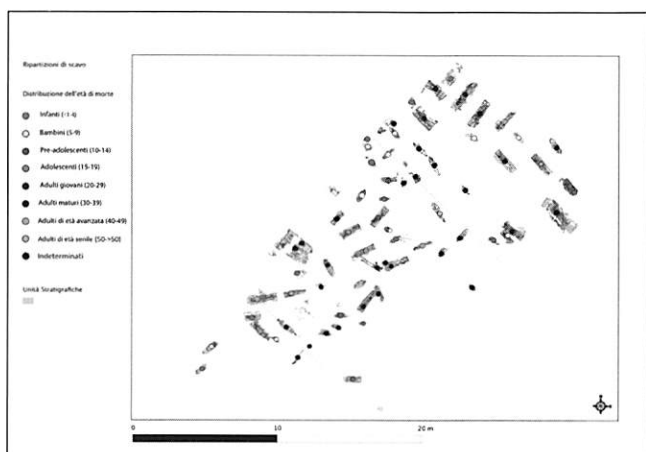 Ripartizioni di scavo
Distribuzione dell'età di morte
Infanti (-1-4)
Bambini (5-9)
Pre-adolescenti (10-14)
Adolescenti (15-19)
Adulti giovani (20-29)
Adulti maturi (30-39)
Adulti di età avanzata (40-49)
Adulti di età senile (50->50)
Indeterminati
Unità Stratigrafiche
0 10 20 m